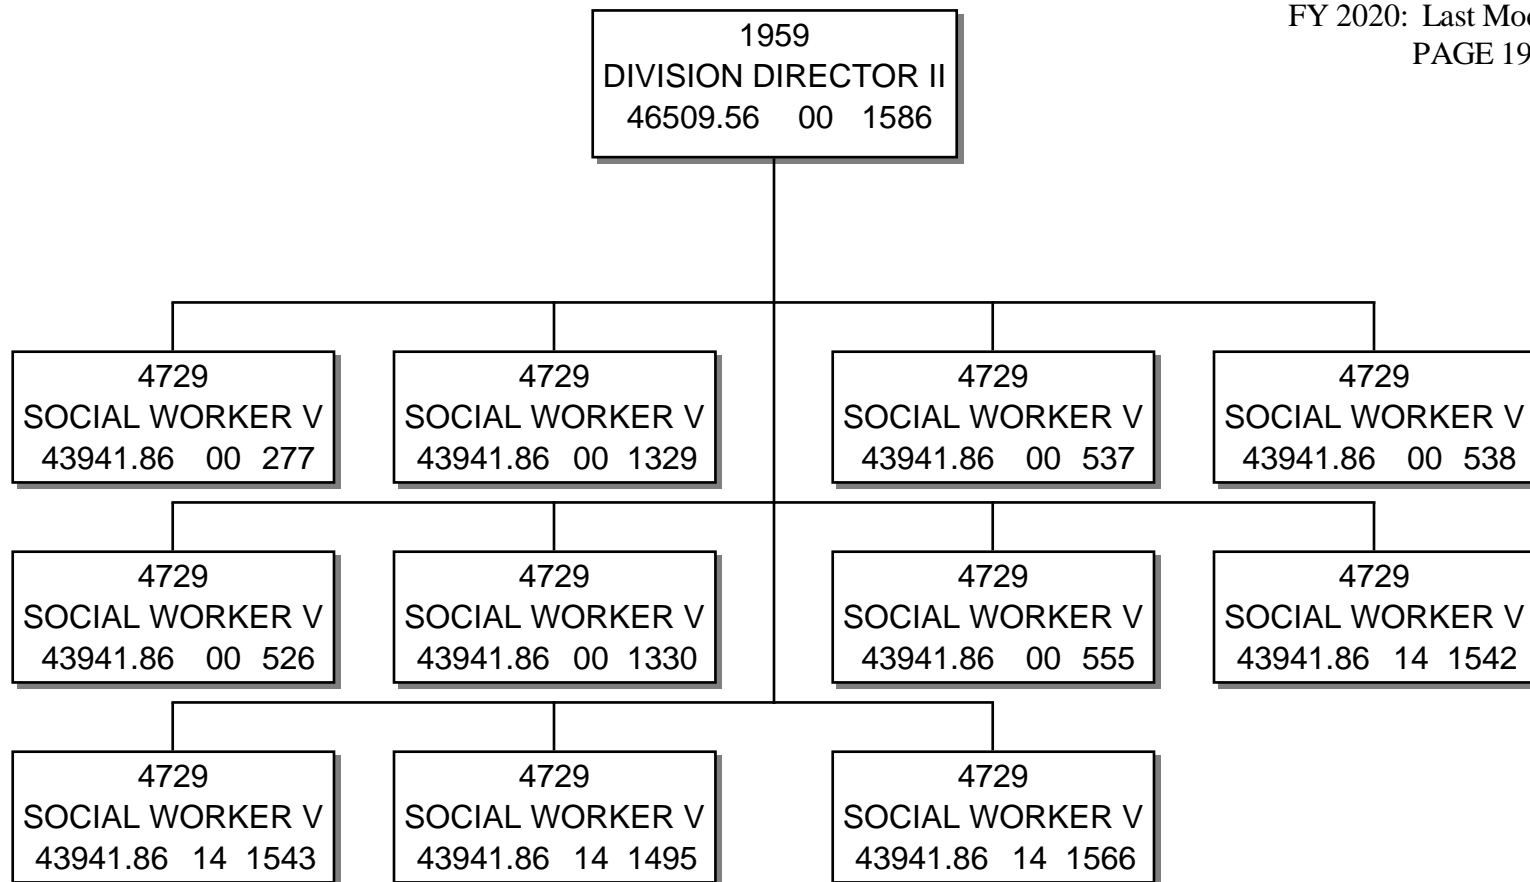 FY 2020: Last
PAGE 19
1959
DIVISION DIRECTOR II
46509.56 00 1586
4729
SOCIAL WORKER V
43941.86 00 277
4729
SOCIAL WORKER V
43941.86 00 1329
4729
SOCIAL WORKER V
43941.86 00 537
4729
SOCIAL WORKER V
43941.86 00 538
4729
SOCIAL WORKER V
43941.86 00 526
4729
SOCIAL WORKER V
43941.86 00 1330
4729
SOCIAL WORKER V
43941.86 00 555
4729
SOCIAL WORKER V
43941.86 14 1542
4729
SOCIAL WORKER V
43941.86 14 1543
4729
SOCIAL WORKER V
43941.86 14 1495
4729
SOCIAL WORKER V
43941.86 14 1566